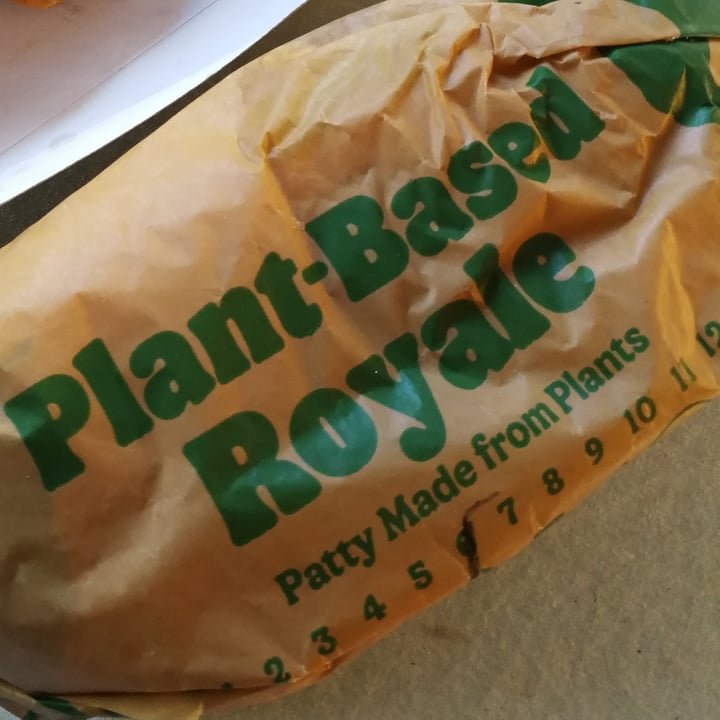 Plant-Based
Royale
Patty Made from Plants
2 3 4 5 6 7 8 9 10 11 12